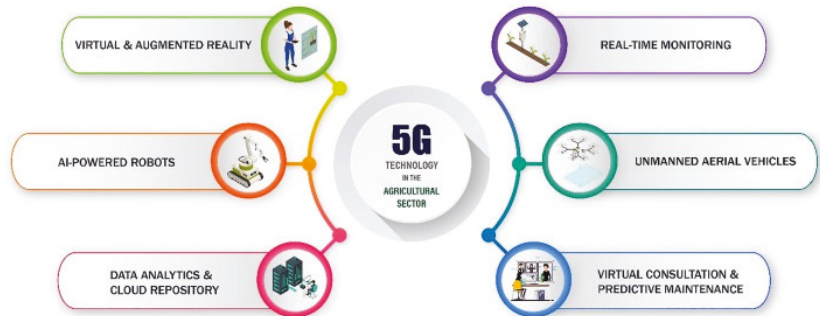 VIRTUAL & AUGMENTED REALITY
AI-POWERED ROBOTS
DATA ANALYTICS &
CLOUD REPOSITORY
5G
TECHNOLOGY
IN THE
AGRICULTURAL
SECTOR
REAL-TIME MONITORING
UNMANNED AERIAL VEHICLES
VIRTUAL CONSULTATION &
PREDICTIVE MAINTENANCE